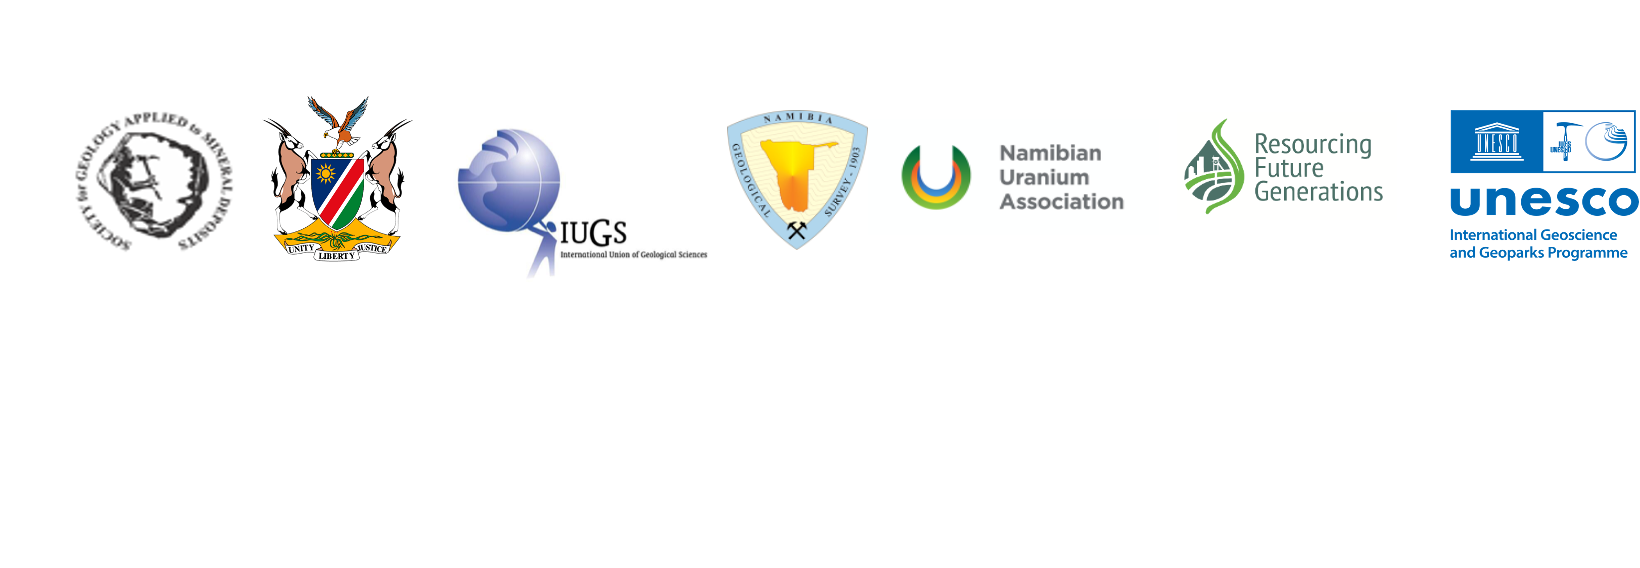 SOCIETY for GEOLOGY APPLIED to MINERAL DEPOSITS
UNITY LIBERTY JUSTICE
IUGS
International Union of Geological Sciences
NAMIBIA
GEOLOGICAL SURVEY - 1903
Namibian
Uranium
Association
Resourcing
Future
Generations
UNESCO
unesco
International Geoscience
and Geoparks Programme